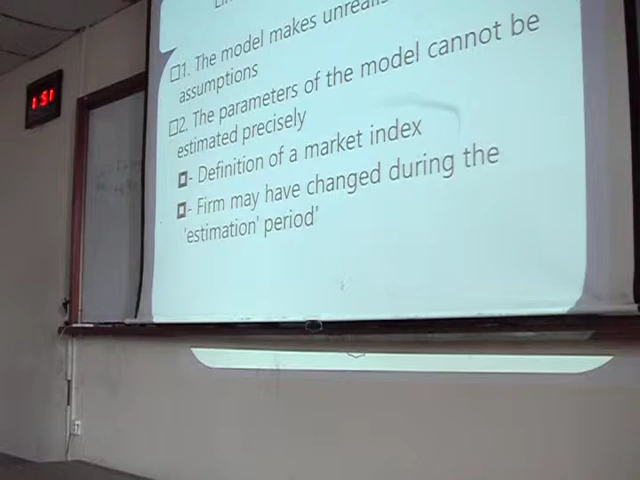 1. The model makes
assumptions
2. The parameters of the model cannot be
estimated precisely
- Definition of a market index
- Firm may have changed during the
'estimation' period'
1:51